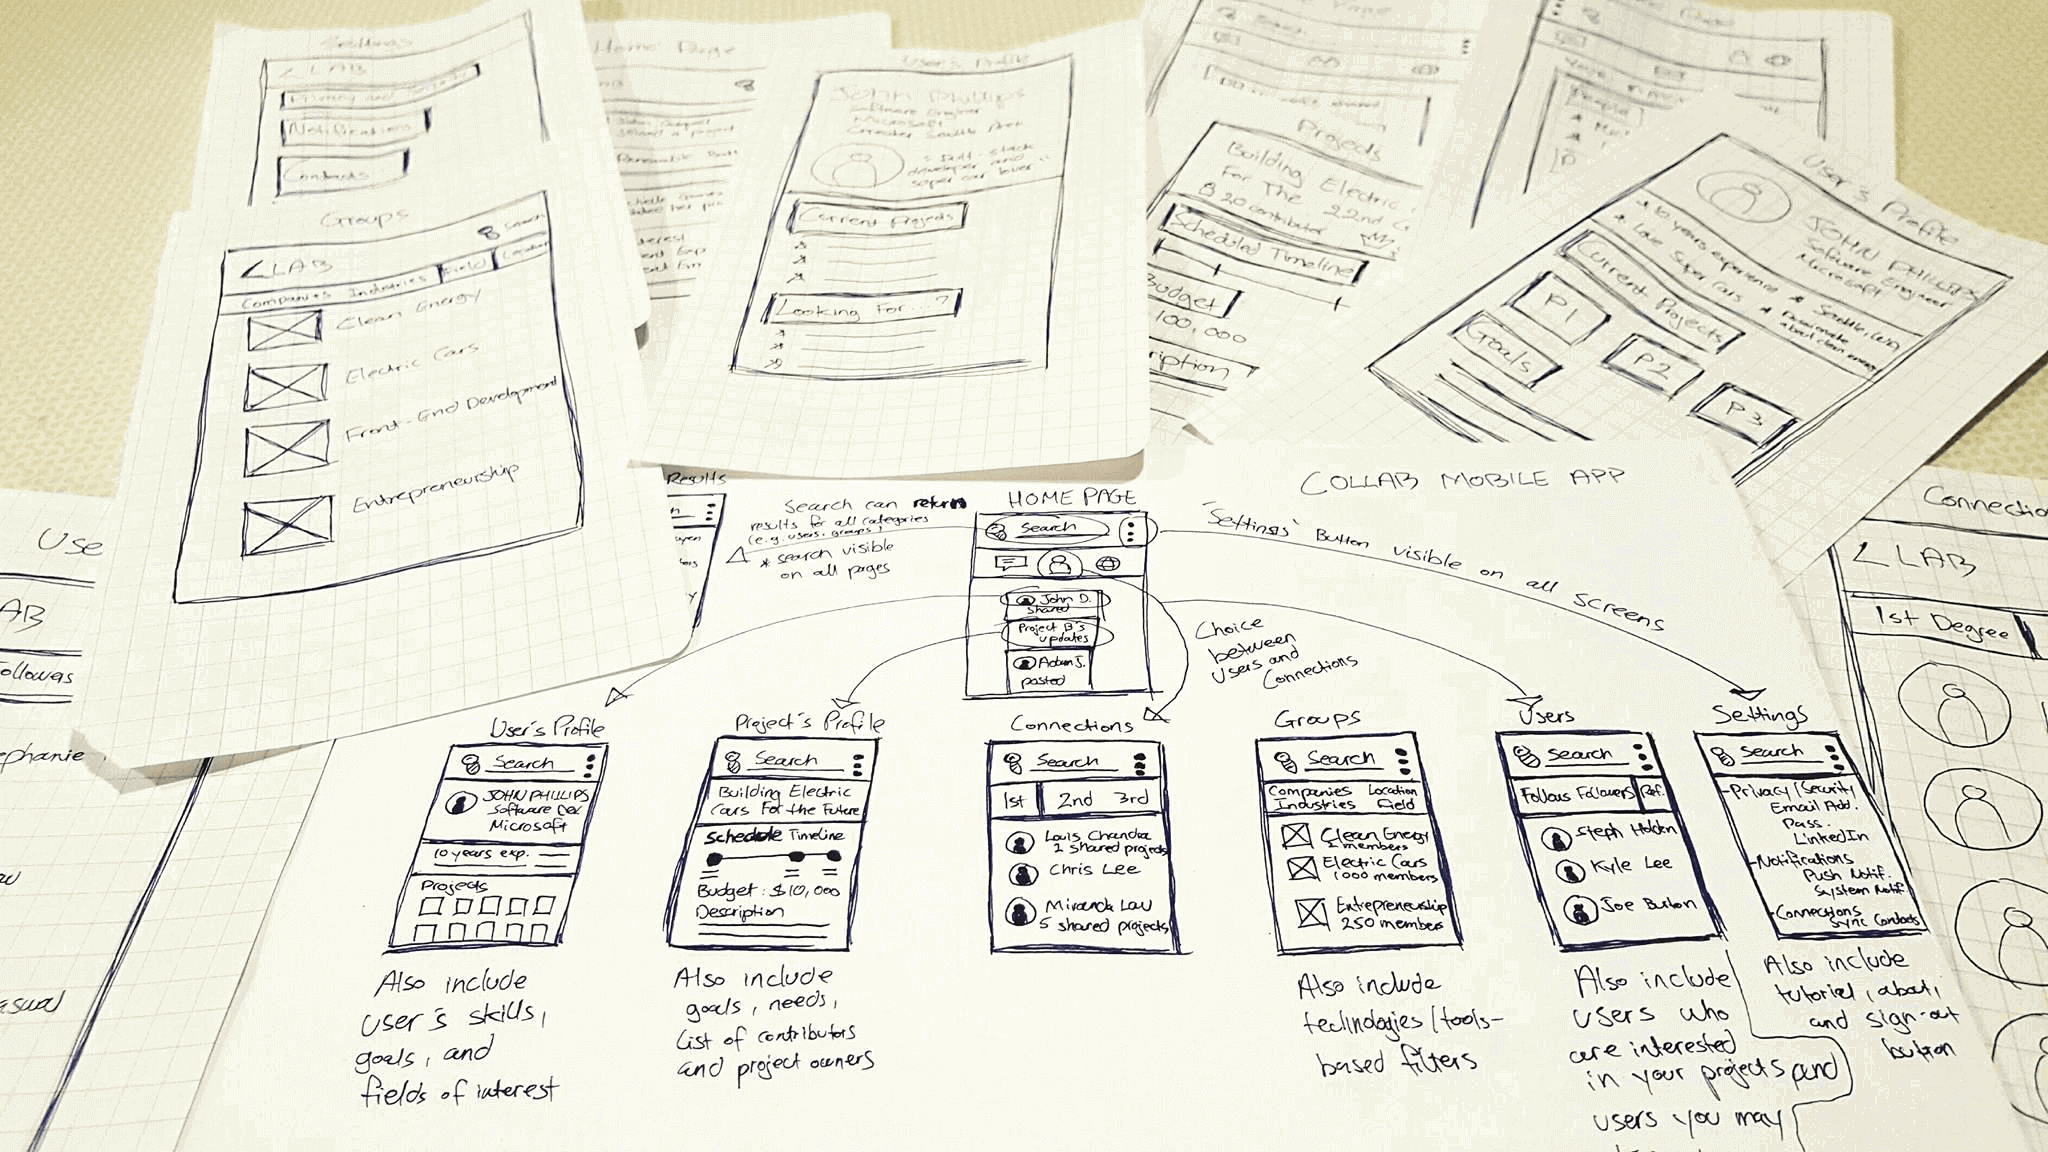 Settings
< LAB
Privacy and
Notifications
Contacts
Groups
Search
< LAB
Companies Industries Field Location
Clean Energy
Electric Cars
Front-End Development
Entrepreneurship
Home Page
User's Profile
JOHN Phillips
Software Engineer
Microsoft
Greater Seattle Area
Full-stack
developer and
super car lover"
Current Projects
Looking For...?
Projects
Building Electric
For The 22nd C
20 contributor
Scheduled Timeline
Budget
100,000
ription
People
User's Profile
JOHN PHILLIPS
Software Engineer
Microsoft
* 10 years experience
* Love Super Cars
* Seattle, WA
* Passionate
about clean energy
Current Projects
P1
P2
P3
Goals
Use
AB
ollowers
ephanie
asual
Connectio
< LAB
1st Degree
COLLAB MOBILE APP
Results
Search can return
results for all categories
(e.g. users, groups,
* search visible
on all pages
HOME PAGE
Search
John D.
shared
Project B's
updates
Adam J.
posted
"Settings" Button visible on all screens
Choice
between
Users and
Connections
User's Profile
Search
JOHN PHILLIPS
Software Dev
Microsoft
10 years exp.
Projects
Also include
user's skills,
goals, and
fields of interest
Project's Profile
Search
Building Electric
Cars For the Future
Schedule Timeline
Budget: $10,000
Description
Also include
goals, needs,
list of contributors
and project owners
Connections
Search
1st 2nd 3rd
Louis Chandra
2 shared projects
Chris Lee
Miranda Lau
5 shared projects
Groups
Search
Companies Location
Industries Field
Clean Energy
members
Electric Cars
1000 members
Entrepreneurship
250 members
Also include
technologies/tools-
based filters
Users
Search
Follows Followers Ref.
Steph Holden
Kyle Lee
Joe Burton
Also include
users who
are interested
in your projects and
users you may
Settings
Search
-Privacy/Security
Email Add.
Pass.
LinkedIn
-Notifications
Push Notif.
System Notif.
-Connections
Sync Contacts
Also include
tutorial, about,
and sign-out
button